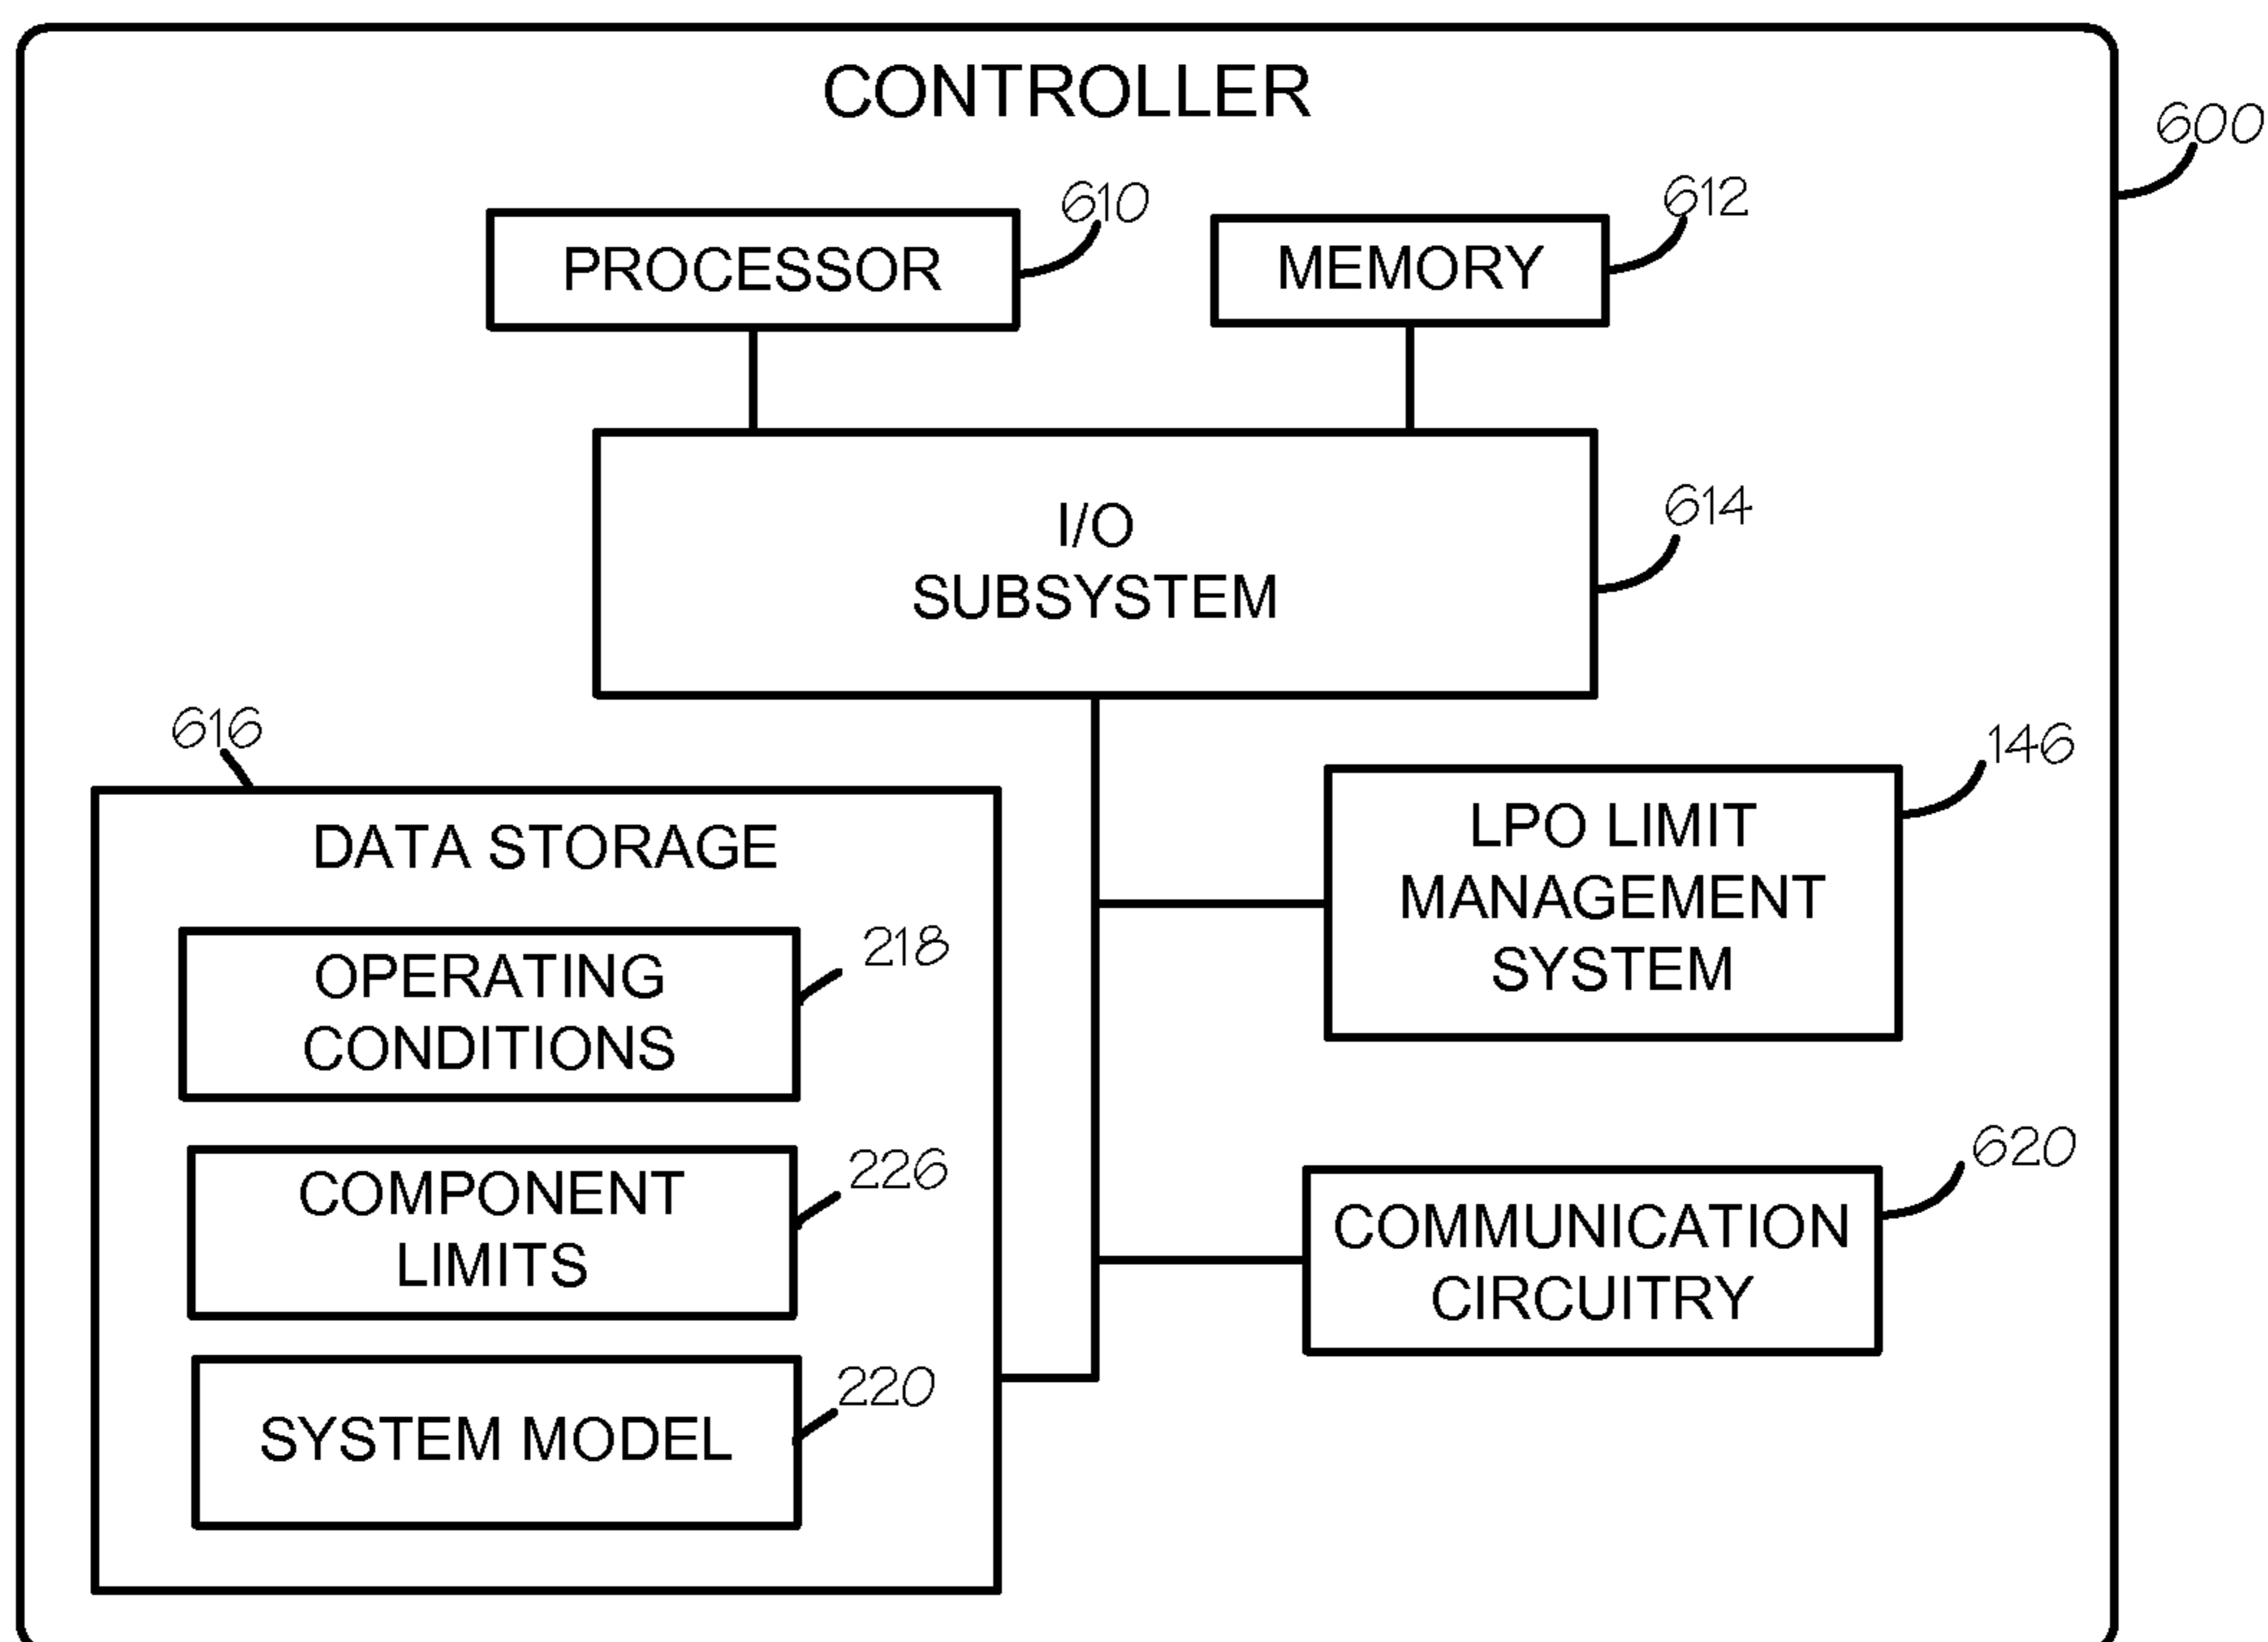 CONTROLLER
600
PROCESSOR
610
MEMORY
612
I/O
SUBSYSTEM
614
616
DATA STORAGE
OPERATING
CONDITIONS
218
COMPONENT
LIMITS
226
SYSTEM MODEL
220
LPO LIMIT
MANAGEMENT
SYSTEM
146
COMMUNICATION
CIRCUITRY
620